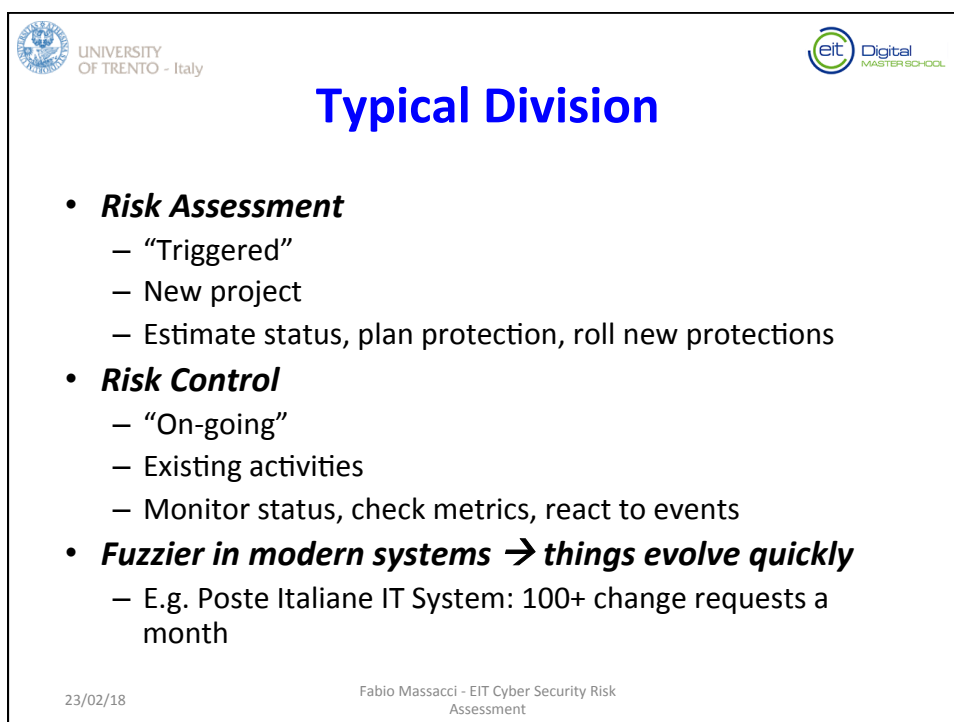 UNIVERSITY
OF TRENTO - Italy
eit Digital
MASTER SCHOOL
Typical Division
• Risk Assessment
– “Triggered”
– New project
– Estimate status, plan protection, roll new protections
• Risk Control
– “On-going”
– Existing activities
– Monitor status, check metrics, react to events
• Fuzzier in modern systems → things evolve quickly
– E.g. Poste Italiane IT System: 100+ change requests a
month
23/02/18
Fabio Massacci - EIT Cyber Security Risk
Assessment